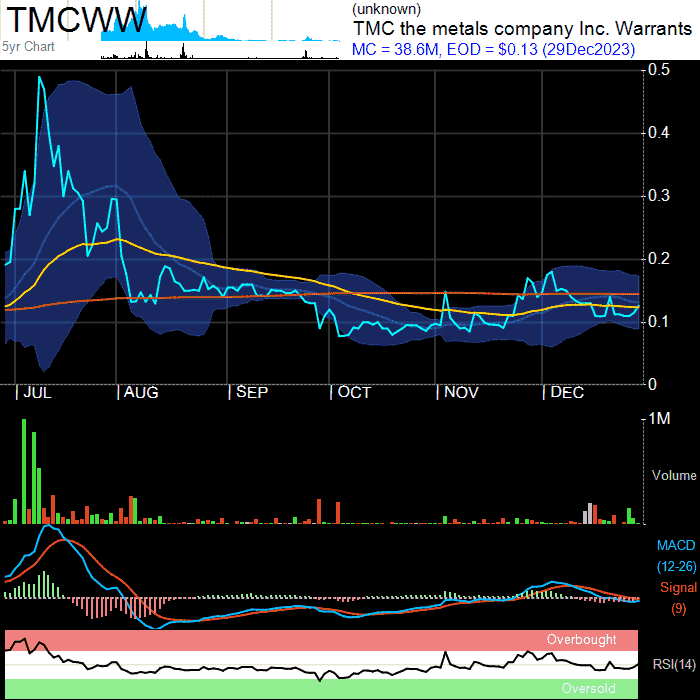 TMCWW
5yr Chart
(unknown)
TMC the metals company Inc. Warrants
MC = 38.6M, EOD = $0.13 (29Dec2023)
0.5
0.4
0.3
0.2
0.1
0
JUL AUG SEP OCT NOV DEC
1M
Volume
MACD
(12-26)
Signal
(9)
Overbought
RSI(14)
Oversold